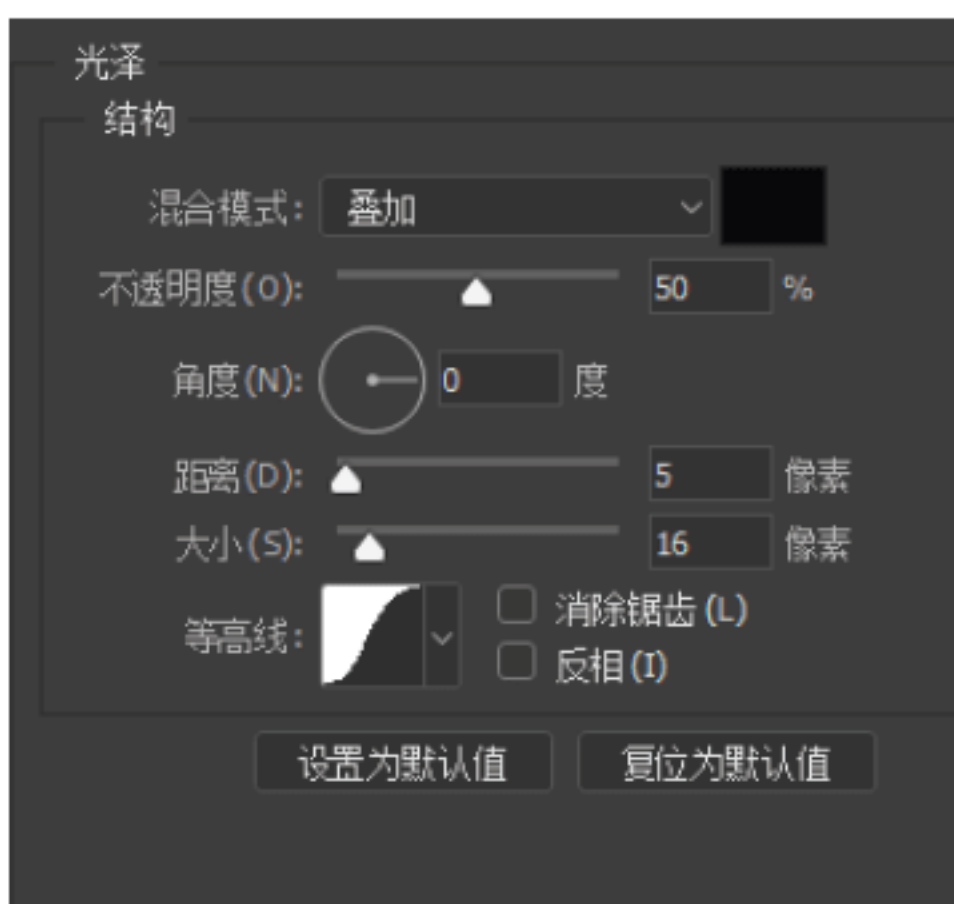 光泽
结构
混合模式: 叠加
不透明度(O): 50 %
角度(N): 0 度
距离(D): 5 像素
大小(S): 16 像素
等高线: 消除锯齿 (L)
反相(I)
设置为默认值 复位为默认值